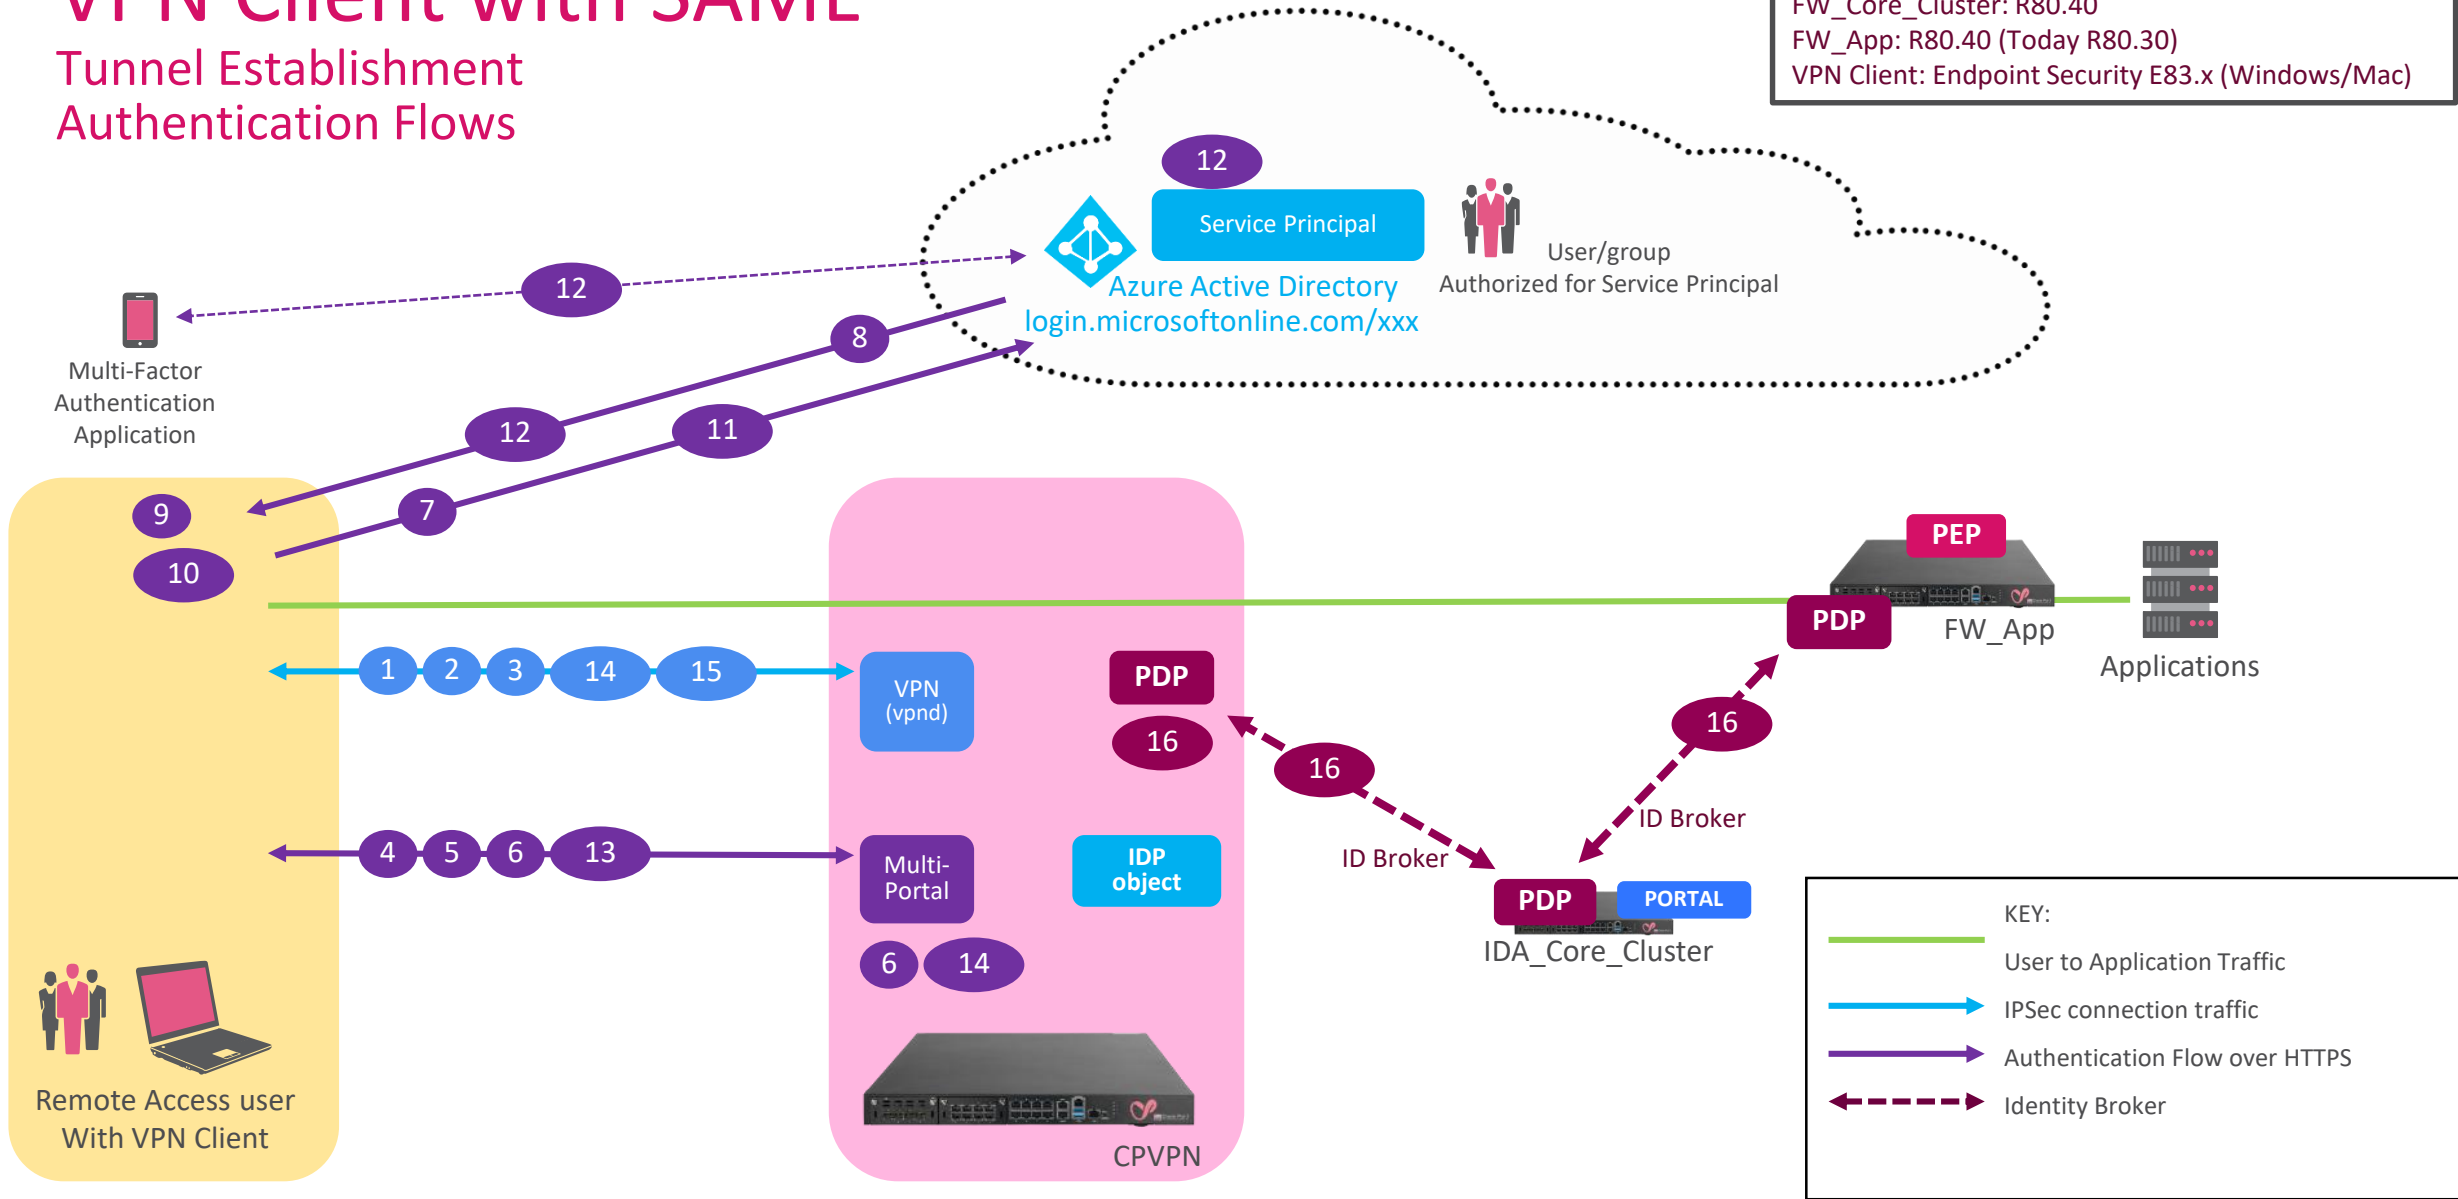 VPN Client with SAML
Tunnel Establishment
Authentication Flows
FW_Core_Cluster: R80.40
FW_App: R80.40 (Today R80.30)
VPN Client: Endpoint Security E83.x (Windows/Mac)
12
Service Principal
User/group
Authorized for Service Principal
Azure Active Directory
login.microsoftonline.com/xxx
12
8
Multi-Factor
Authentication
Application
12
11
9
7
10
PEP
PDP
FW_App
Applications
1
2
3
14
15
VPN
(vpnd)
PDP
16
16
16
ID Broker
ID Broker
4
5
6
13
Multi-
Portal
IDP
object
6
14
PDP
PORTAL
IDA_Core_Cluster
Remote Access user
With VPN Client
CPVPN
KEY:
User to Application Traffic
IPSec connection traffic
Authentication Flow over HTTPS
Identity Broker